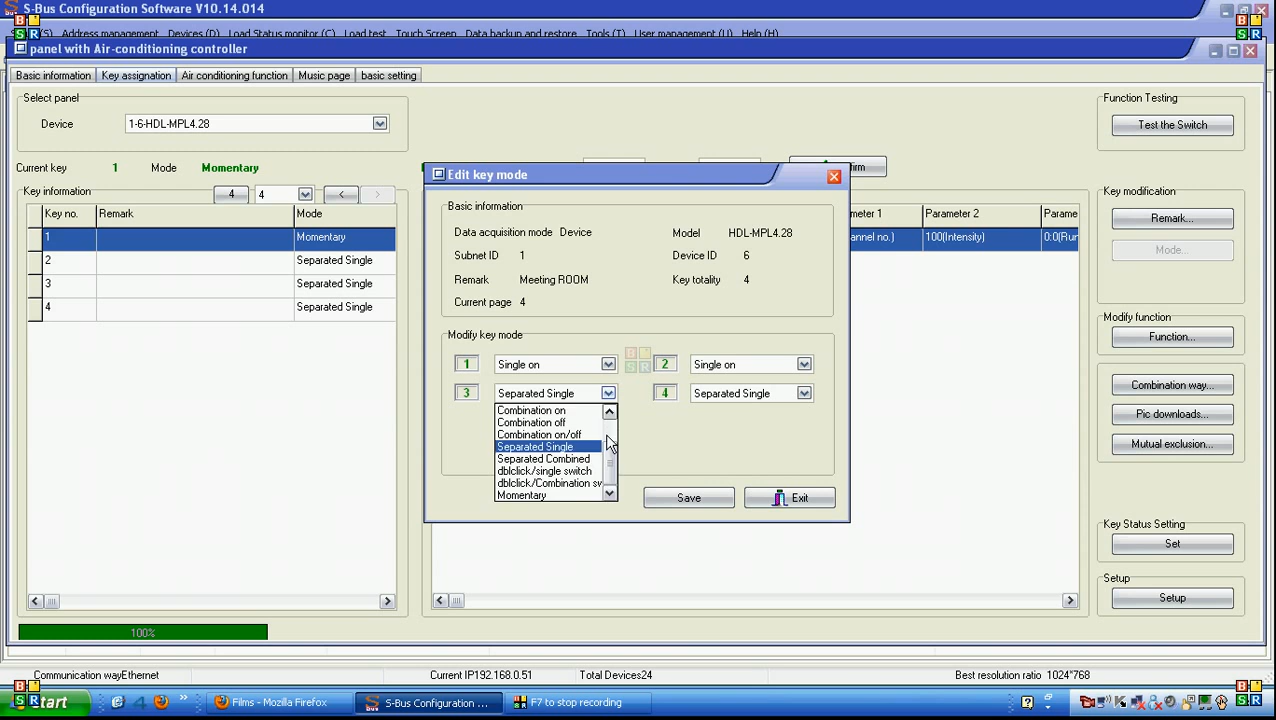 S-Bus Configuration Software V10.14.014
Address management Devices (D) Load Status monitor (C) Load test Touch Screen Data backup and restore Tools (T) User management (U) Help (H)
panel with Air-conditioning controller
Basic information Key assignation Air conditioning function Music page basic setting
Select panel
Device 1-6-HDL-MPL4.28
Current key 1 Mode Momentary
Key information 4 4 < >
Key no. Remark Mode
1 Momentary
2 Separated Single
3 Separated Single
4 Separated Single
Parameter 2
100(Intensity)
Edit key mode
Basic information
Data acquisition mode Device Model HDL-MPL4.28
Subnet ID 1 Device ID 6
Remark Meeting ROOM Key totality 4
Current page 4
Modify key mode
1 Single on 2 Single on
3 Separated Single 4 Separated Single
Combination on
Combination off
Combination on/off
Separated Single
Separated Combined
dblclick/single switch
dblclick/Combination sw
Momentary
Save Exit
Function Testing
Test the Switch
Key modification
Remark...
Mode...
Modify function
Function...
Combination way...
Pic downloads...
Mutual exclusion...
Key Status Setting
Set
Setup
Setup
100%
Communication wayEthernet Current IP192.168.0.51 Total Devices24 Best resolution ratio 1024*768
Start Films - Mozilla Firefox S-Bus Configuration ... F7 to stop recording